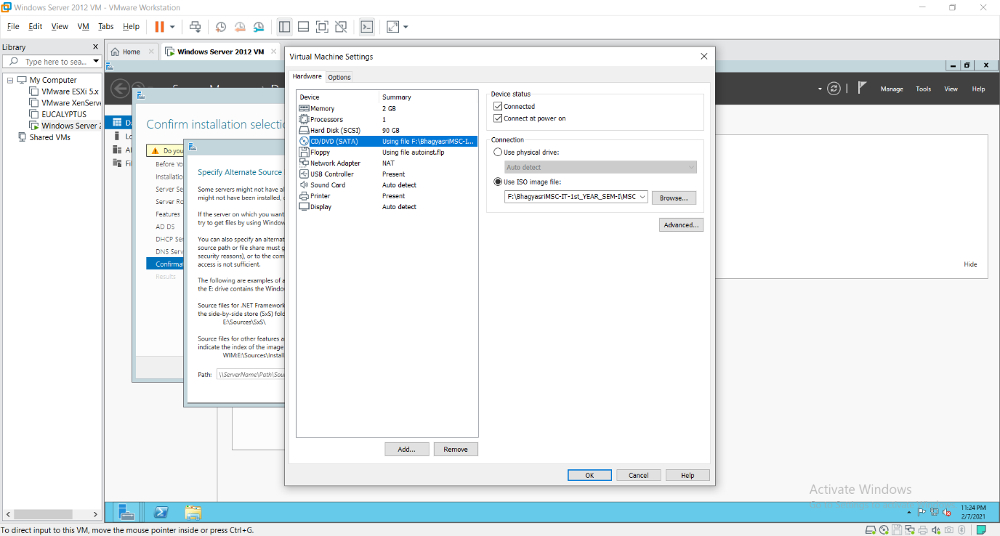 Windows Server 2012 VM - VMware Workstation
File Edit View VM Tabs Help
Library
Type here to sea...
My Computer
VMware ESXi 5.x
VMware XenServe
EUCALYPTUS
Windows Server 2
Shared VMs
Home
Windows Server 2012 VM
Manage Tools View Help
Confirm installation selecti
Do you
Before Yo
Installatio
Server Se
Server Ro
Features
AD DS
DHCP Ser
DNS Serv
Confirma
Results
Specify Alternate Source
Some servers might not have al
might not have been installed,
If the server on which you want
try to get files by using Window
You can also specify an alternat
source path or file share must g
security reasons), or to the com
access is not sufficient.
The following are examples of a
the E: drive contains the Windo
Source files for .NET Framework
the side-by-side store (SxS) fold
E:\Sources\SxS\
Source files for other features a
indicate the index of the image
WIM:E:\Sources\Install
Path: \\ServerName\Path\Sou
Virtual Machine Settings
Hardware Options
Device Summary
Memory 2 GB
Processors 1
Hard Disk (SCSI) 90 GB
CD/DVD (SATA) Using file F:\BhagyasriMSC-I...
Floppy Using file autoinst.flp
Network Adapter NAT
USB Controller Present
Sound Card Auto detect
Printer Present
Display Auto detect
Add... Remove
Device status
Connected
Connect at power on
Connection
Use physical drive:
Auto detect
Use ISO image file:
F:\BhagyasriMSC-IT-1st_YEAR_SEM-I\MSC
Browse...
Advanced...
OK Cancel Help
Hide
Activate Windows
11:24 PM
2/7/2021
To direct input to this VM, move the mouse pointer inside or press Ctrl+G.